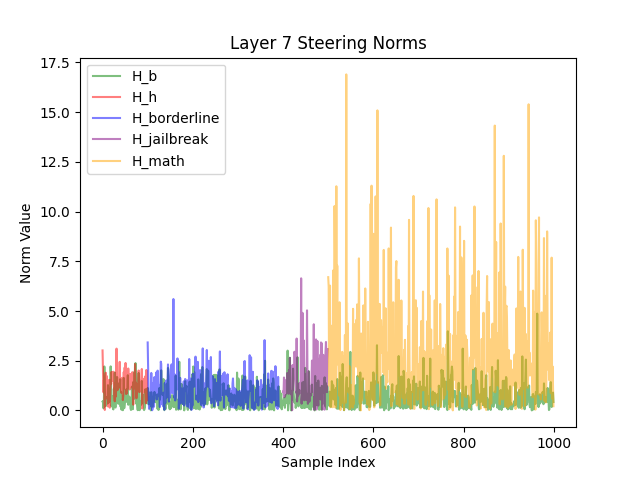 Layer 7 Steering Norms
17.5
15.0
12.5
10.0
7.5
5.0
2.5
0.0
Norm Value
H_b
H_h
H_borderline
H_jailbreak
H_math
0 200 400 600 800 1000
Sample Index